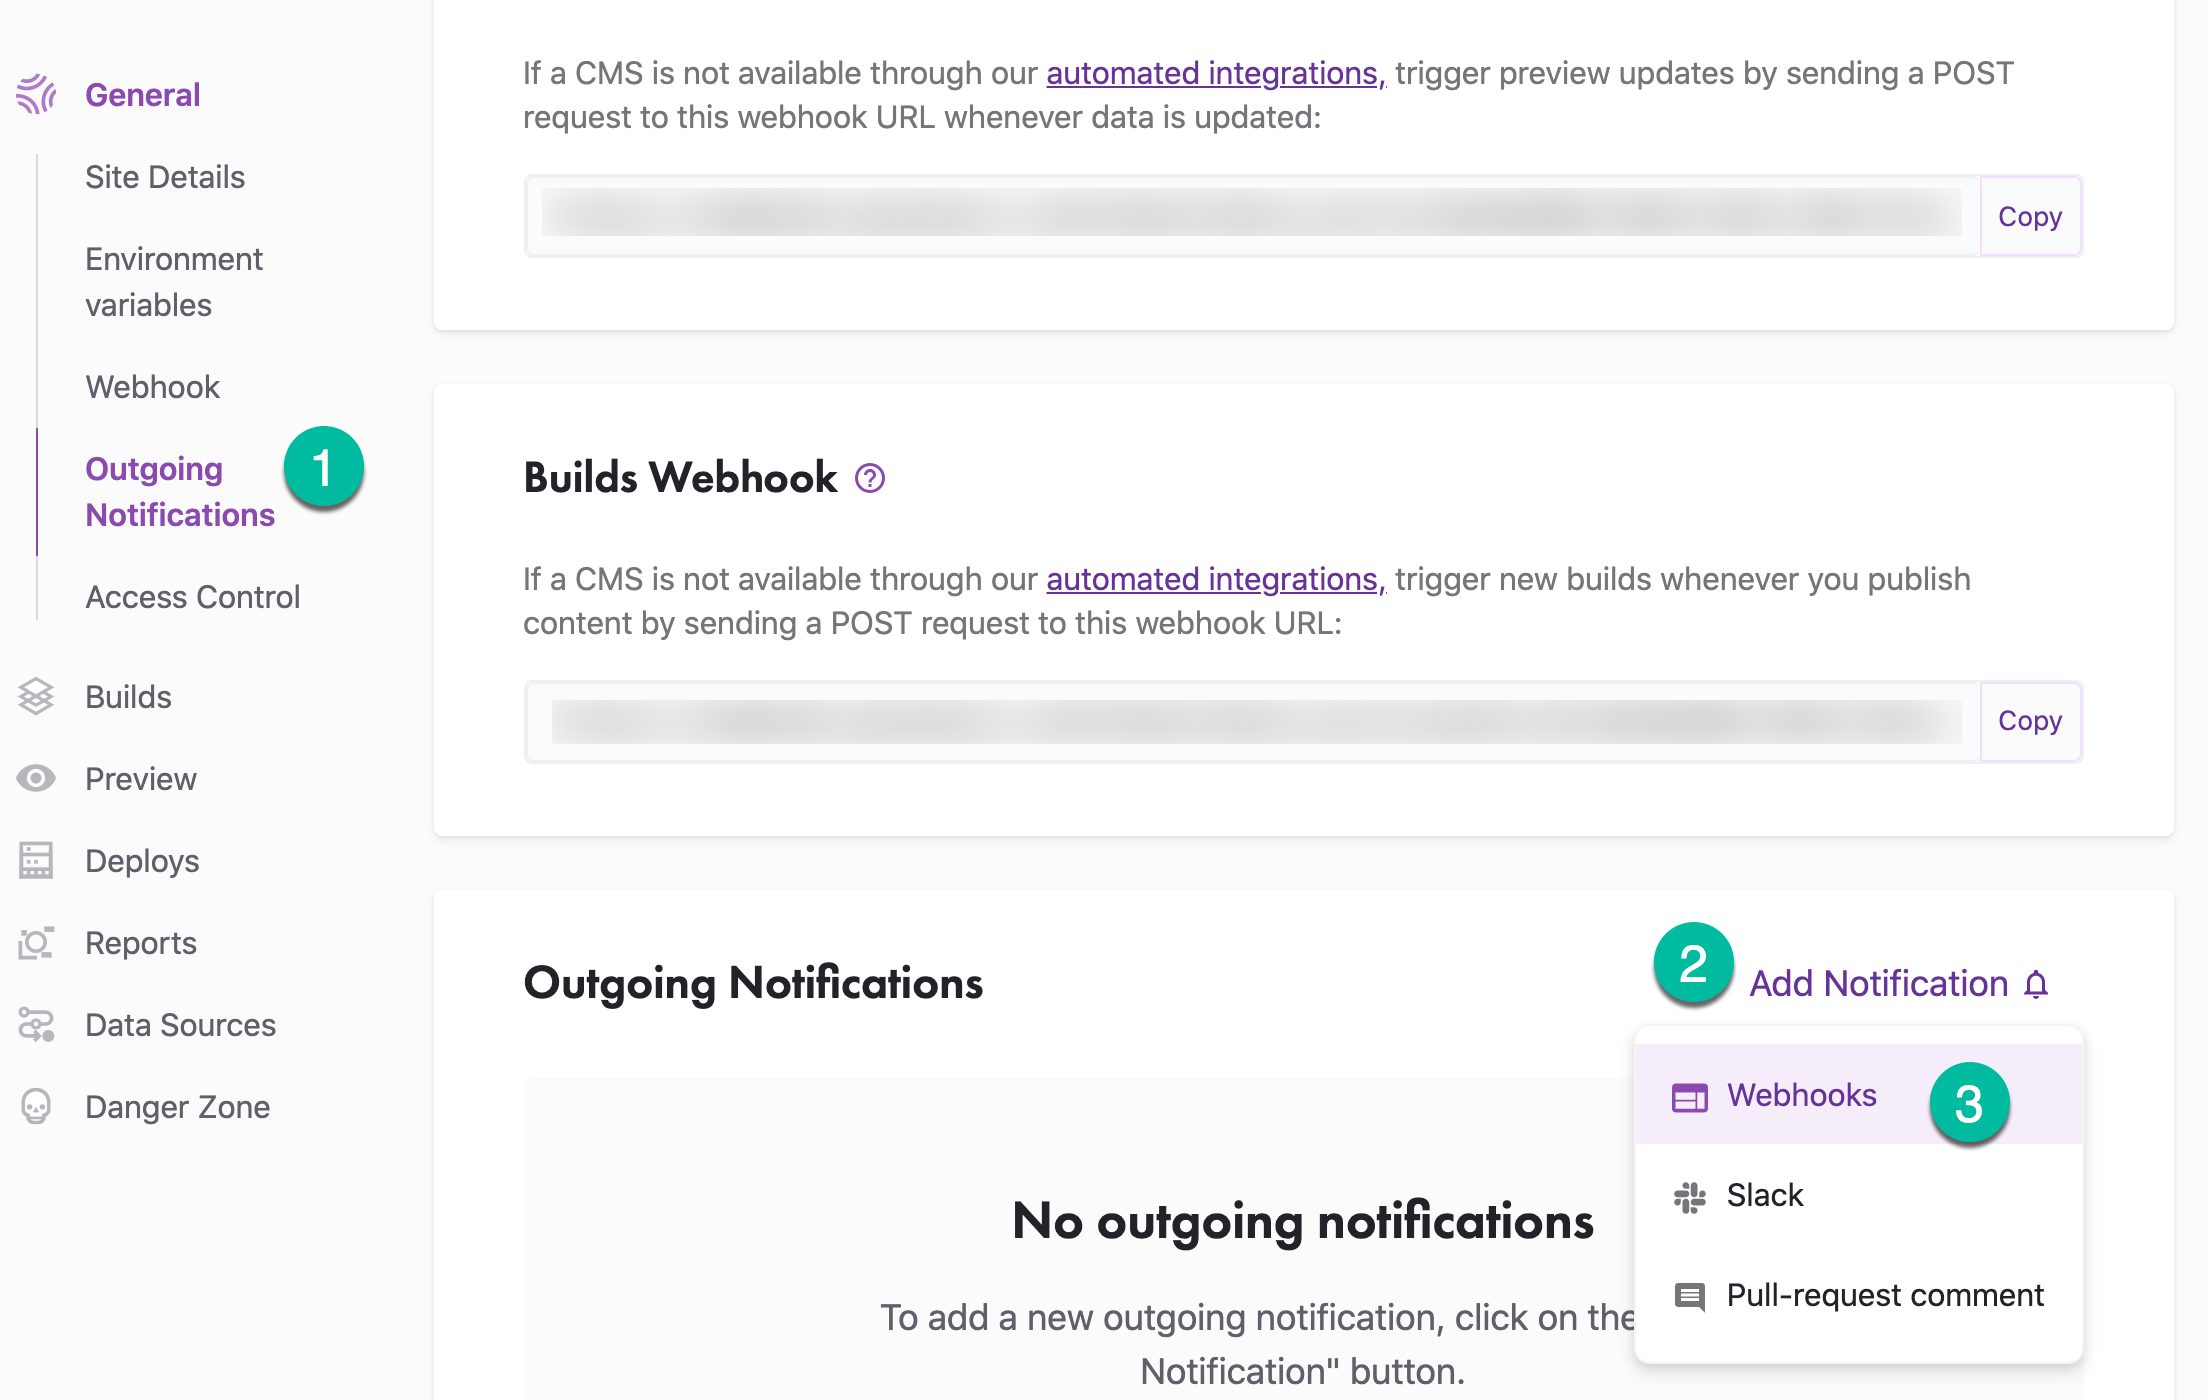 General
Site Details
Environment
variables
Webhook
Outgoing
Notifications
1
Access Control
Builds
Preview
Deploys
Reports
Data Sources
Danger Zone
If a CMS is not available through our automated integrations, trigger preview updates by sending a POST
request to this webhook URL whenever data is updated:
Copy
Builds Webhook ?
If a CMS is not available through our automated integrations, trigger new builds whenever you publish
content by sending a POST request to this webhook URL:
Copy
Outgoing Notifications
2
Add Notification
Webhooks
3
Slack
Pull-request comment
No outgoing notifications
To add a new outgoing notification, click on the
Notification" button.